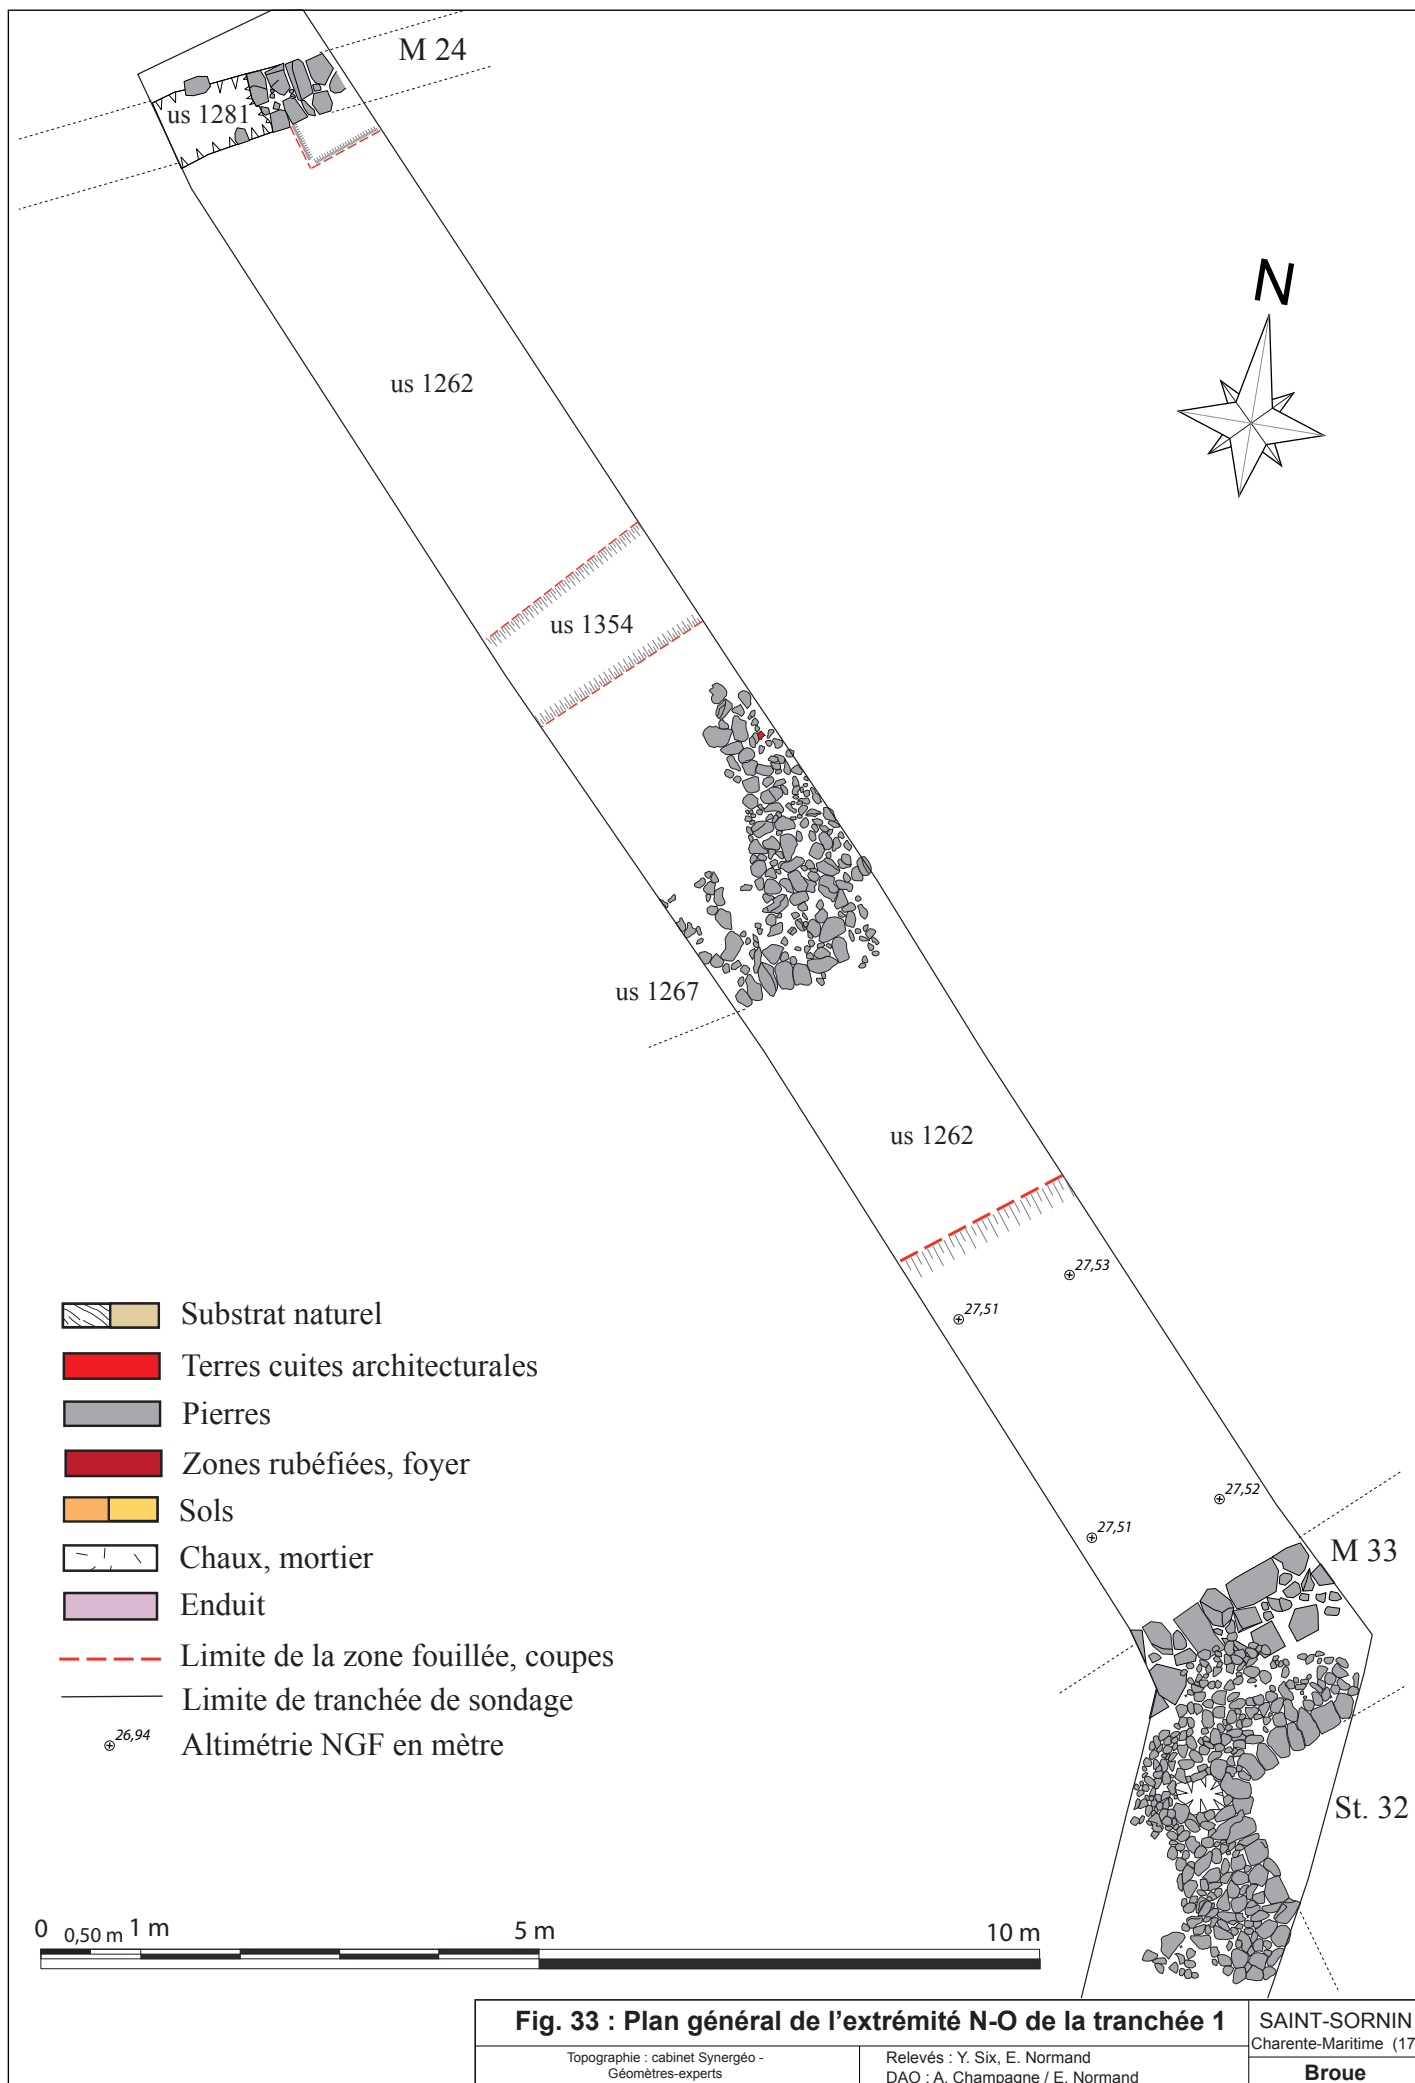 M 24
us 1281
N
us 1262
us 1354
us 1267
us 1262
27,53
27,51
27,52
27,51
M 33
St. 32
Substrat naturel
Terres cuites architecturales
Pierres
Zones rubéfiées, foyer
Sols
Chaux, mortier
Enduit
Limite de la zone fouillée, coupes
Limite de tranchée de sondage
26,94 Altimétrie NGF en mètre
0 0,50 m 1 m 5 m 10 m
Fig. 33 : Plan général de l'extrémité N-O de la tranchée 1
SAINT-SORNIN
Charente-Maritime (17
Topographie : cabinet Synergéo -
Géomètres-experts
Relevés : Y. Six, E. Normand
DAO : A. Champagne / E. Normand
Broue